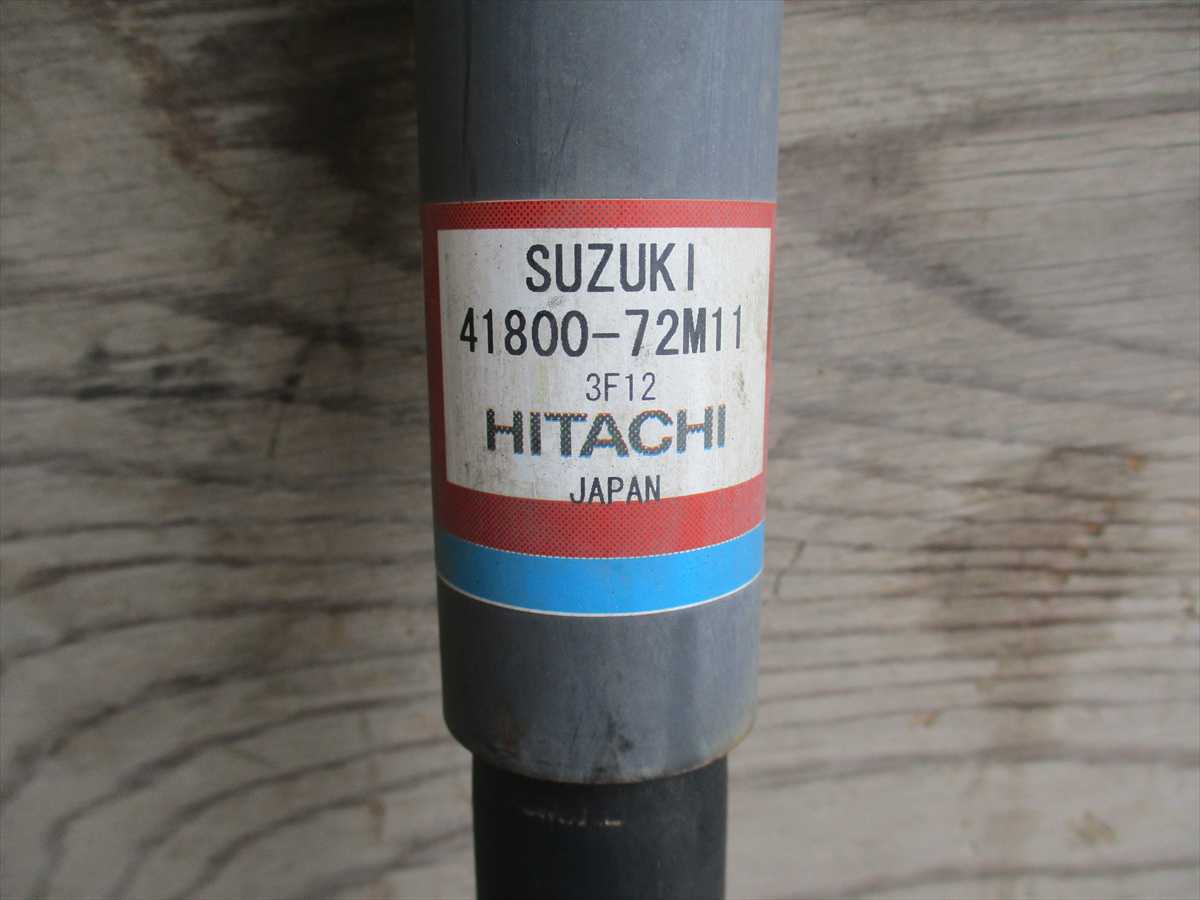 SUZUKI
41800-72M11
3F12
HITACHI
JAPAN